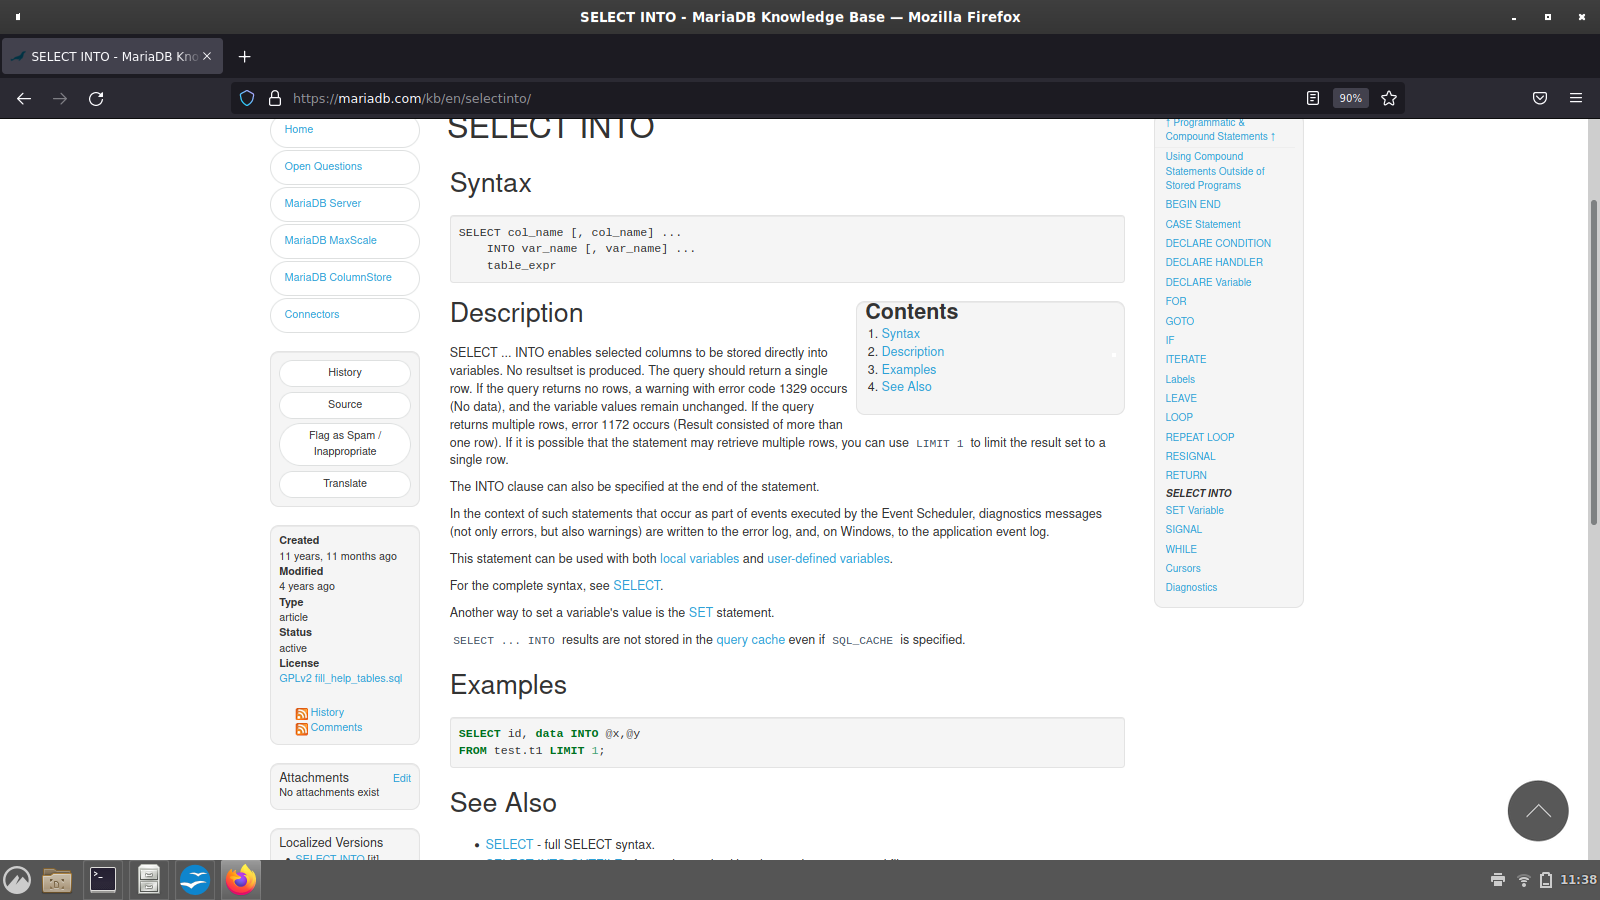 SELECT INTO - MariaDB Knowledge Base — Mozilla Firefox
SELECT INTO - MariaDB Kno
https://mariadb.com/kb/en/selectinto/
90%
Home
Open Questions
MariaDB Server
MariaDB MaxScale
MariaDB ColumnStore
Connectors
History
Source
Flag as Spam /
Inappropriate
Translate
Created
11 years, 11 months ago
Modified
4 years ago
Type
article
Status
active
License
GPLv2 fill_help_tables.sql
History
Comments
Attachments Edit
No attachments exist
Localized Versions
• SELECT INTO [it]
SELECT INTO
Syntax
SELECT col_name [, col_name] ...
INTO var_name [, var_name] ...
table_expr
Description
SELECT ... INTO enables selected columns to be stored directly into
variables. No resultset is produced. The query should return a single
row. If the query returns no rows, a warning with error code 1329 occurs
(No data), and the variable values remain unchanged. If the query
returns multiple rows, error 1172 occurs (Result consisted of more than
one row). If it is possible that the statement may retrieve multiple rows, you can use LIMIT 1 to limit the result set to a
single row.
Contents
1. Syntax
2. Description
3. Examples
4. See Also
The INTO clause can also be specified at the end of the statement.
In the context of such statements that occur as part of events executed by the Event Scheduler, diagnostics messages
(not only errors, but also warnings) are written to the error log, and, on Windows, to the application event log.
This statement can be used with both local variables and user-defined variables.
For the complete syntax, see SELECT.
Another way to set a variable's value is the SET statement.
SELECT ... INTO results are not stored in the query cache even if SQL_CACHE is specified.
Examples
SELECT id, data INTO @x,@y
FROM test.t1 LIMIT 1;
See Also
• SELECT - full SELECT syntax.
↑ Programmatic &
Compound Statements ↑
Using Compound
Statements Outside of
Stored Programs
BEGIN END
CASE Statement
DECLARE CONDITION
DECLARE HANDLER
DECLARE Variable
FOR
GOTO
IF
ITERATE
Labels
LEAVE
LOOP
REPEAT LOOP
RESIGNAL
RETURN
SELECT INTO
SET Variable
SIGNAL
WHILE
Cursors
Diagnostics
11:38